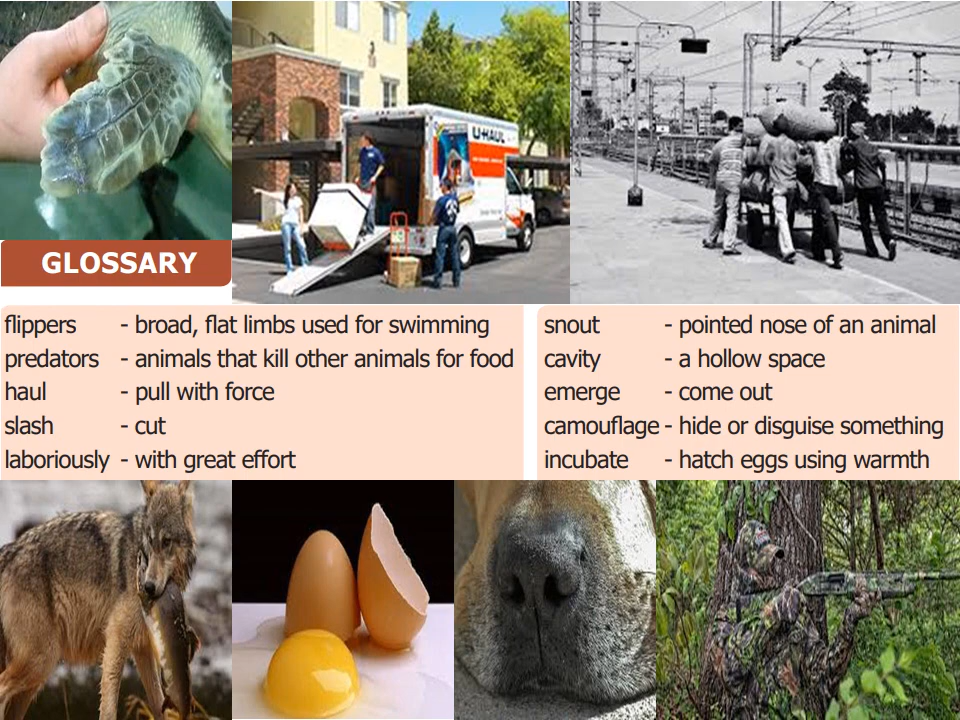 U-HAUL
GLOSSARY
flippers - broad, flat limbs used for swimming
predators - animals that kill other animals for food
haul - pull with force
slash - cut
laboriously - with great effort
snout - pointed nose of an animal
cavity - a hollow space
emerge - come out
camouflage - hide or disguise something
incubate - hatch eggs using warmth